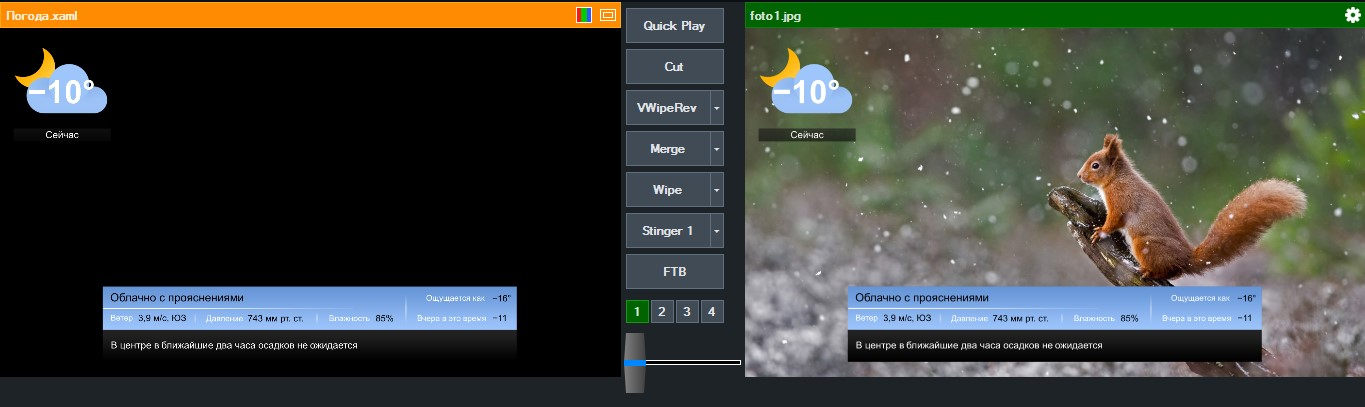 Погода.xaml
−10°
Сейчас
Облачно с прояснениями
Ощущается как −16°
Ветер 3,9 м/с, ЮЗ Давление 743 мм рт. ст. Влажность 85% Вчера в это время −11
В центре в ближайшие два часа осадков не ожидается
Quick Play
Cut
VWipeRev
Merge
Wipe
Stinger 1
FTB
1 2 3 4
foto1.jpg
−10°
Сейчас
Облачно с прояснениями
Ощущается как −16°
Ветер 3,9 м/с, ЮЗ Давление 743 мм рт. ст. Влажность 85% Вчера в это время −11
В центре в ближайшие два часа осадков не ожидается